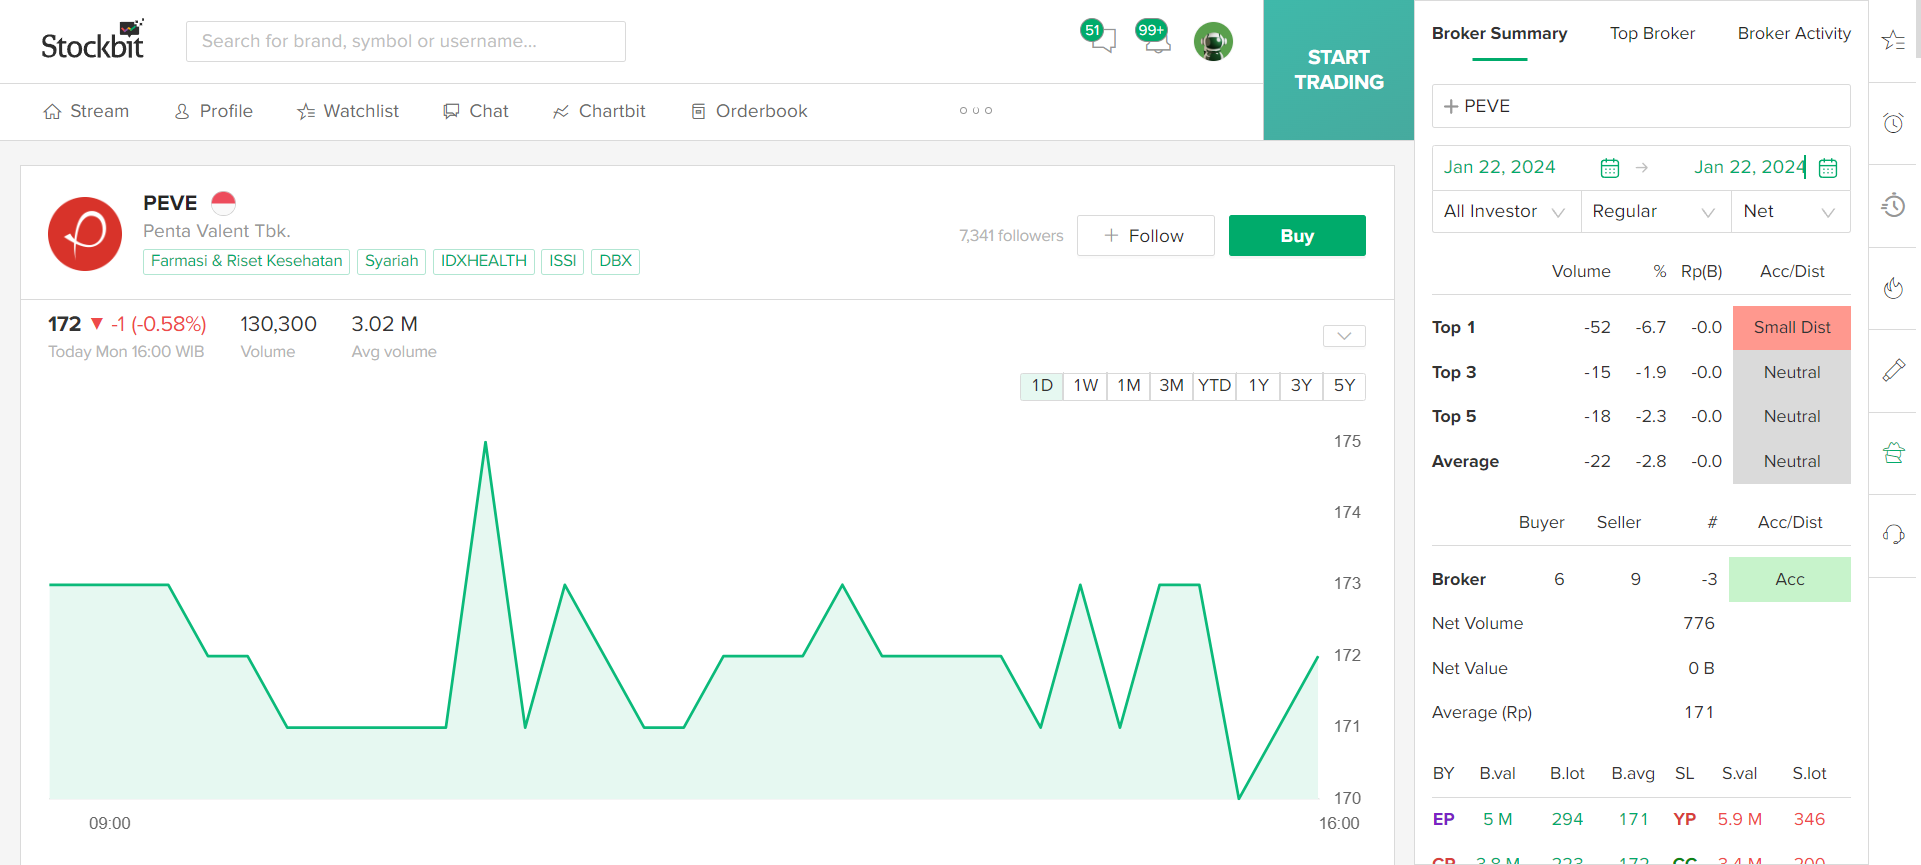 Stockbit
Search for brand, symbol or username...
51
99+
START
TRADING
Stream
Profile
Watchlist
Chat
Chartbit
Orderbook
PEVE
Penta Valent Tbk.
Farmasi & Riset Kesehatan
Syariah
IDXHEALTH
ISSI
DBX
7,341 followers
+ Follow
Buy
172 ▼ -1 (-0.58%)
130,300
3.02 M
Today Mon 16:00 WIB
Volume
Avg volume
1D 1W 1M 3M YTD 1Y 3Y 5Y
175
174
173
172
171
170
09:00
16:00
Broker Summary
Top Broker
Broker Activity
+ PEVE
Jan 22, 2024 → Jan 22, 2024
All Investor
Regular
Net
Volume % Rp(B) Acc/Dist
Top 1 -52 -6.7 -0.0 Small Dist
Top 3 -15 -1.9 -0.0 Neutral
Top 5 -18 -2.3 -0.0 Neutral
Average -22 -2.8 -0.0 Neutral
Buyer Seller # Acc/Dist
Broker 6 9 -3 Acc
Net Volume 776
Net Value 0 B
Average (Rp) 171
BY B.val B.lot B.avg SL S.val S.lot
EP 5 M 294 171 YP 5.9 M 346